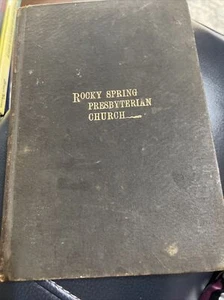 ROCKY SPRING
PRESBYTERIAN
CHURCH